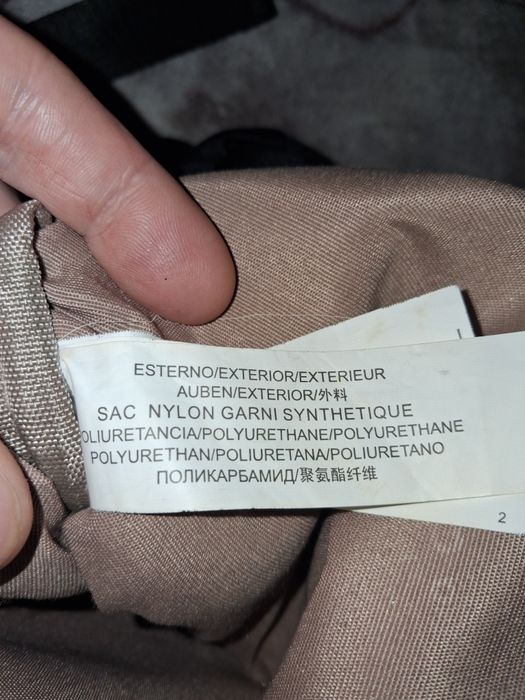 ESTERNO/EXTERIOR/EXTERIEUR
AUBEN/EXTERIOR/外料
SAC NYLON GARNI SYNTHETIQUE
OLIURETANCIA/POLYURETHANE/POLYURETHANE
POLYURETHAN/POLIURETANA/POLIURETANO
ПОЛИКАРБАМИД/聚氨酯纤维
2